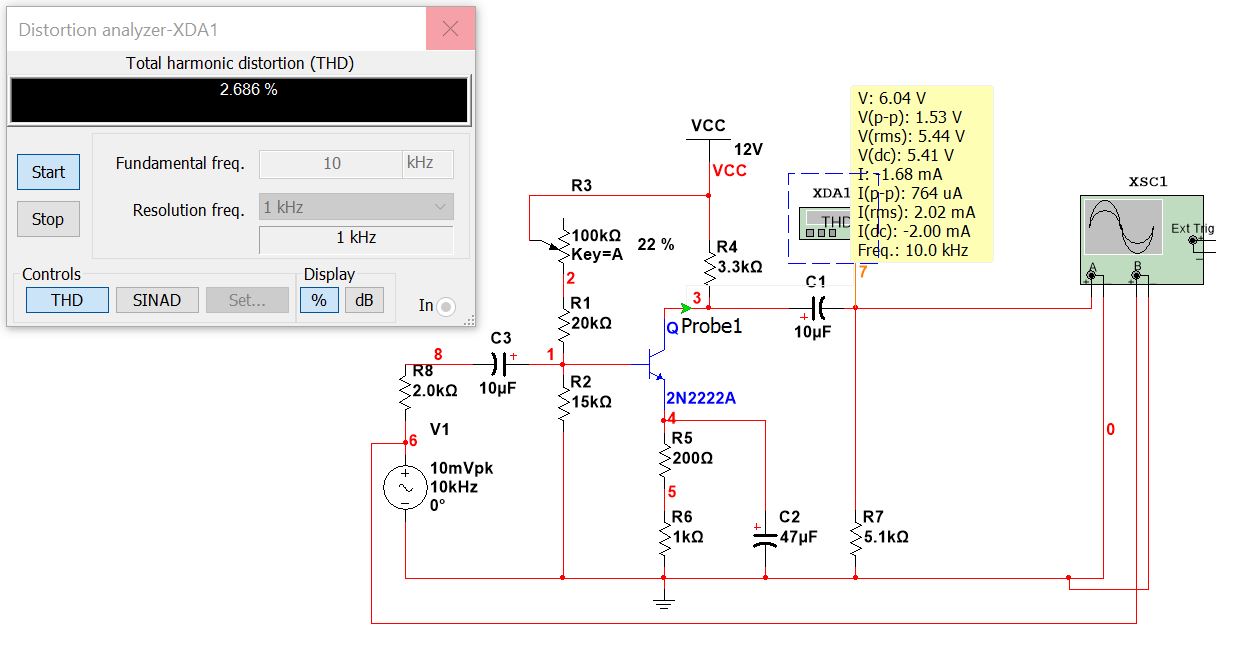 Distortion analyzer-XDA1
Total harmonic distortion (THD)
2.686 %
Start
Stop
Fundamental freq.
10
kHz
Resolution freq.
1 kHz
1 kHz
Controls
THD
SINAD
Set...
Display
%
dB
In
VCC
12V
VCC
R3
100kΩ
Key=A
22 %
2
R4
3.3kΩ
XDA1
THD
V: 6.04 V
V(p-p): 1.53 V
V(rms): 5.44 V
V(dc): 5.41 V
I: -1.68 mA
I(p-p): 764 uA
I(rms): 2.02 mA
I(dc): -2.00 mA
Freq.: 10.0 kHz
7
XSC1
Ext Trig
+
A
B
+
+
R1
20kΩ
3
C1
+
10µF
Q
Probe1
C3
+
10µF
8
1
R8
2.0kΩ
R2
15kΩ
2N2222A
4
V1
6
10mVpk
10kHz
0°
R5
200Ω
5
R6
1kΩ
C2
+
47µF
R7
5.1kΩ
0